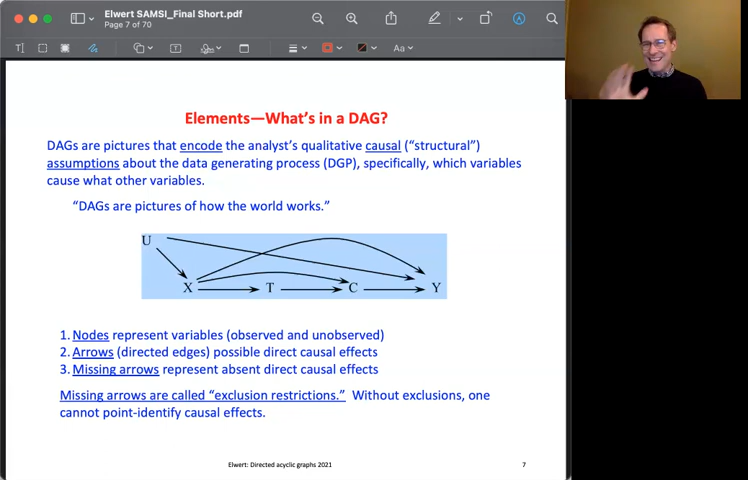 Elwert SAMSI_Final Short.pdf
Page 7 of 70
Aa
Elements—What's in a DAG?
DAGs are pictures that encode the analyst's qualitative causal ("structural")
assumptions about the data generating process (DGP), specifically, which variables
cause what other variables.
"DAGs are pictures of how the world works."
U
X T C Y
1. Nodes represent variables (observed and unobserved)
2. Arrows (directed edges) possible direct causal effects
3. Missing arrows represent absent direct causal effects
Missing arrows are called "exclusion restrictions." Without exclusions, one
cannot point-identify causal effects.
Elwert: Directed acyclic graphs 2021
7